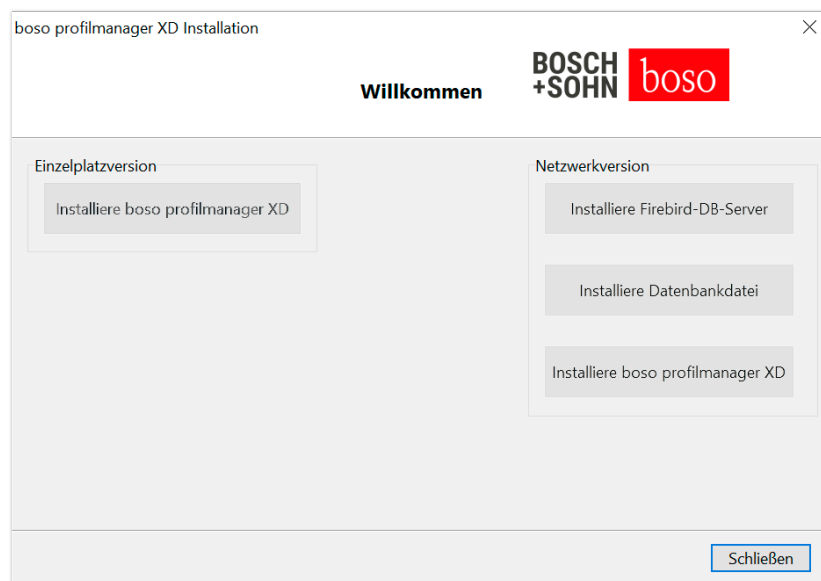 boso profilmanager XD Installation
Willkommen
BOSCH
+SOHN
boso
Einzelplatzversion
Installiere boso profilmanager XD
Netzwerkversion
Installiere Firebird-DB-Server
Installiere Datenbankdatei
Installiere boso profilmanager XD
Schließen